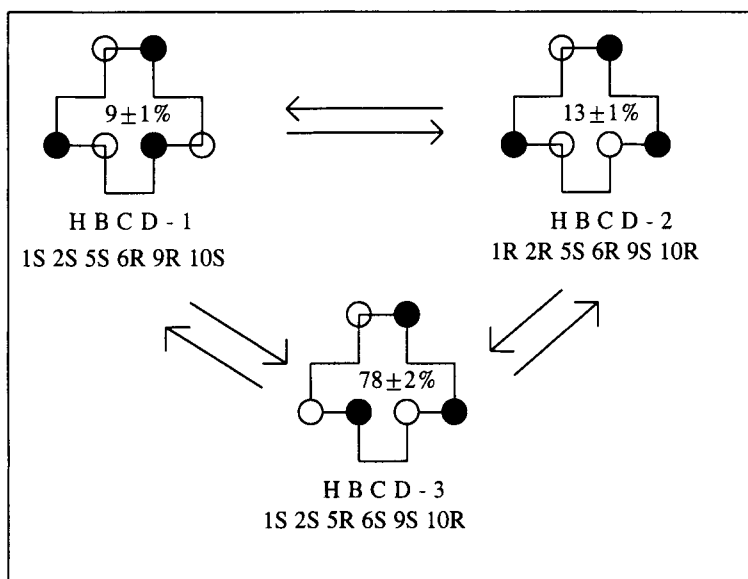 9±1%
13±1%
H B C D - 1
1S 2S 5S 6R 9R 10S
H B C D - 2
1R 2R 5S 6R 9S 10R
78±2%
H B C D - 3
1S 2S 5R 6S 9S 10R